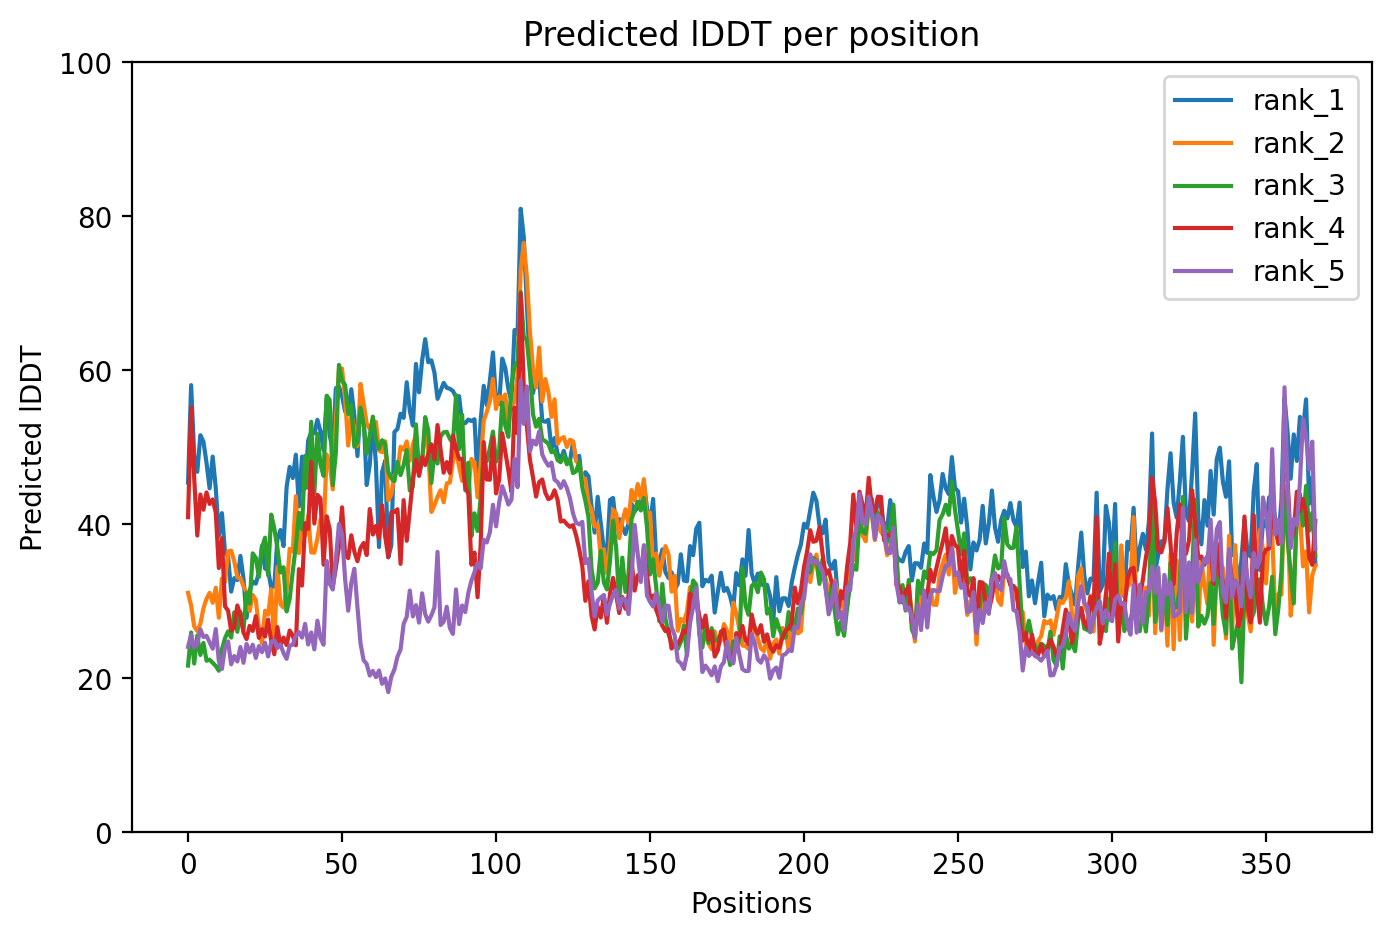 Predicted lDDT per position
100
80
60
40
20
0
Predicted lDDT
0 50 100 150 200 250 300 350
Positions
rank_1
rank_2
rank_3
rank_4
rank_5